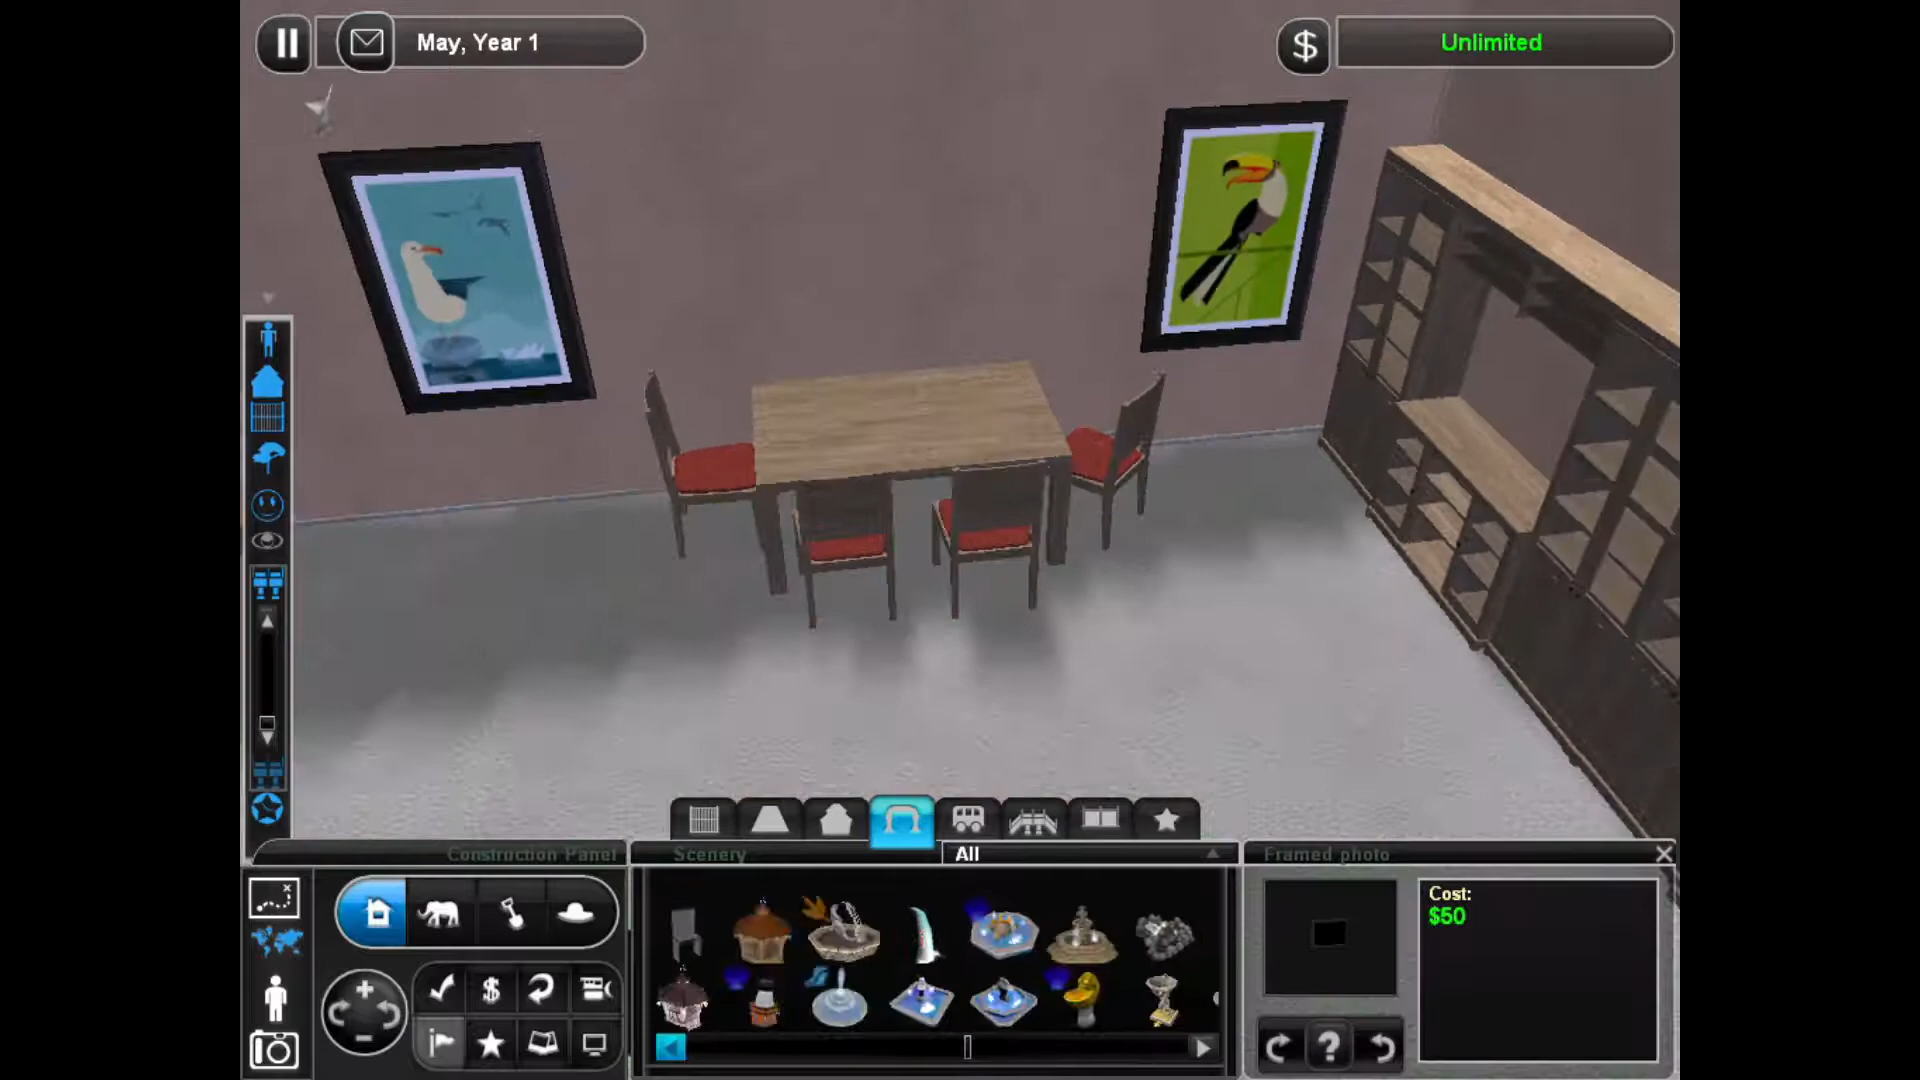 May, Year 1
$
Unlimited
Construction Panel
Scenery
All
Framed photo
Cost:
$50
$
?